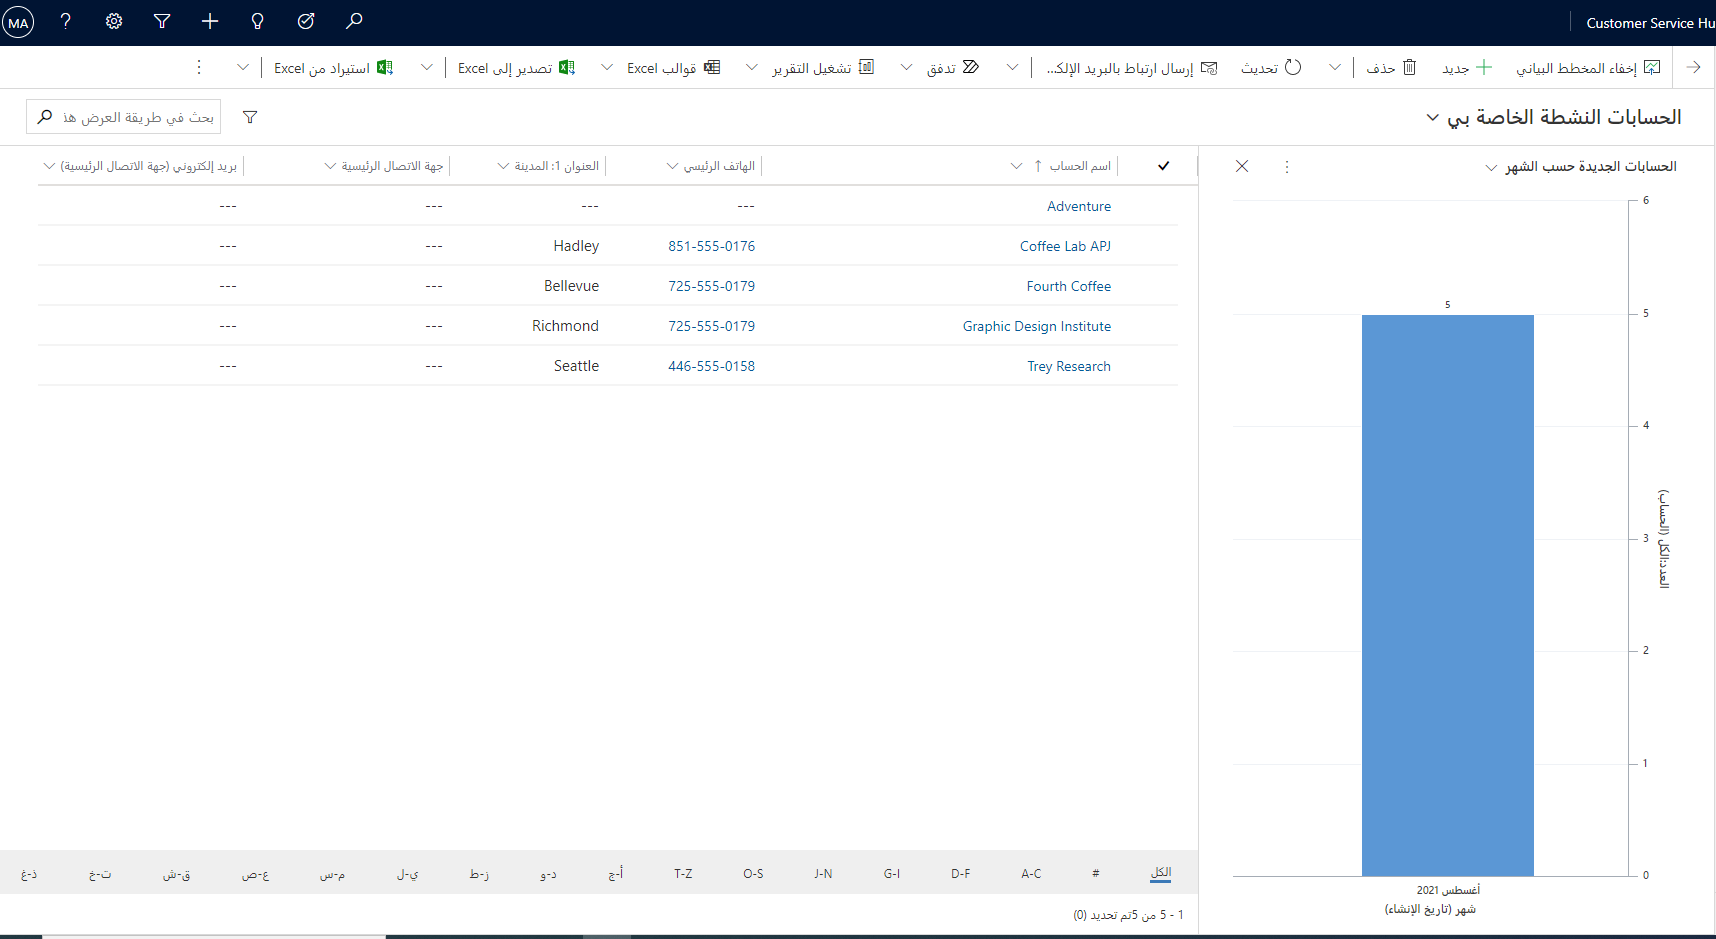 Customer Service Hu
MA
إخفاء المخطط البياني
جديد
حذف
تحديث
إرسال ارتباط بالبريد الإلك...
تدفق
تشغيل التقرير
قوالب Excel
تصدير إلى Excel
استيراد من Excel
الحسابات النشطة الخاصة بي
بحث في طريقة العرض هذ
الحسابات الجديدة حسب الشهر
6
5
5
4
3
2
1
0
العدد:الكل (الحساب)
أغسطس 2021
شهر (تاريخ الإنشاء)
اسم الحساب ↑ الهاتف الرئيسي العنوان 1: المدينة جهة الاتصال الرئيسية بريد إلكتروني (جهة الاتصال الرئيسية)
Adventure --- --- --- ---
Coffee Lab APJ 851-555-0176 Hadley --- ---
Fourth Coffee 725-555-0179 Bellevue --- ---
Graphic Design Institute 725-555-0179 Richmond --- ---
Trey Research 446-555-0158 Seattle --- ---
الكل # A-C D-F G-I J-N O-S T-Z أ-ج د-و ز-ط ي-ل م-س ع-ص ق-ش ت-خ ذ-غ
1 - 5 من 5تم تحديد (0)